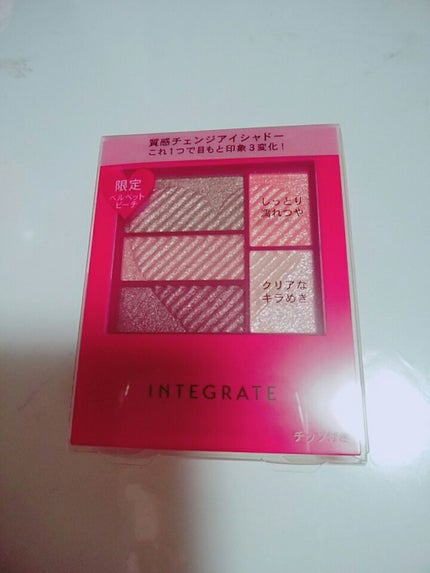 質感チェンジアイシャドー
これ1つで目もと印象3変化!
限定
ベルベット
ピーチ
しっとり
濡れつや
クリアな
キラめき
INTEGRATE
チップ付き